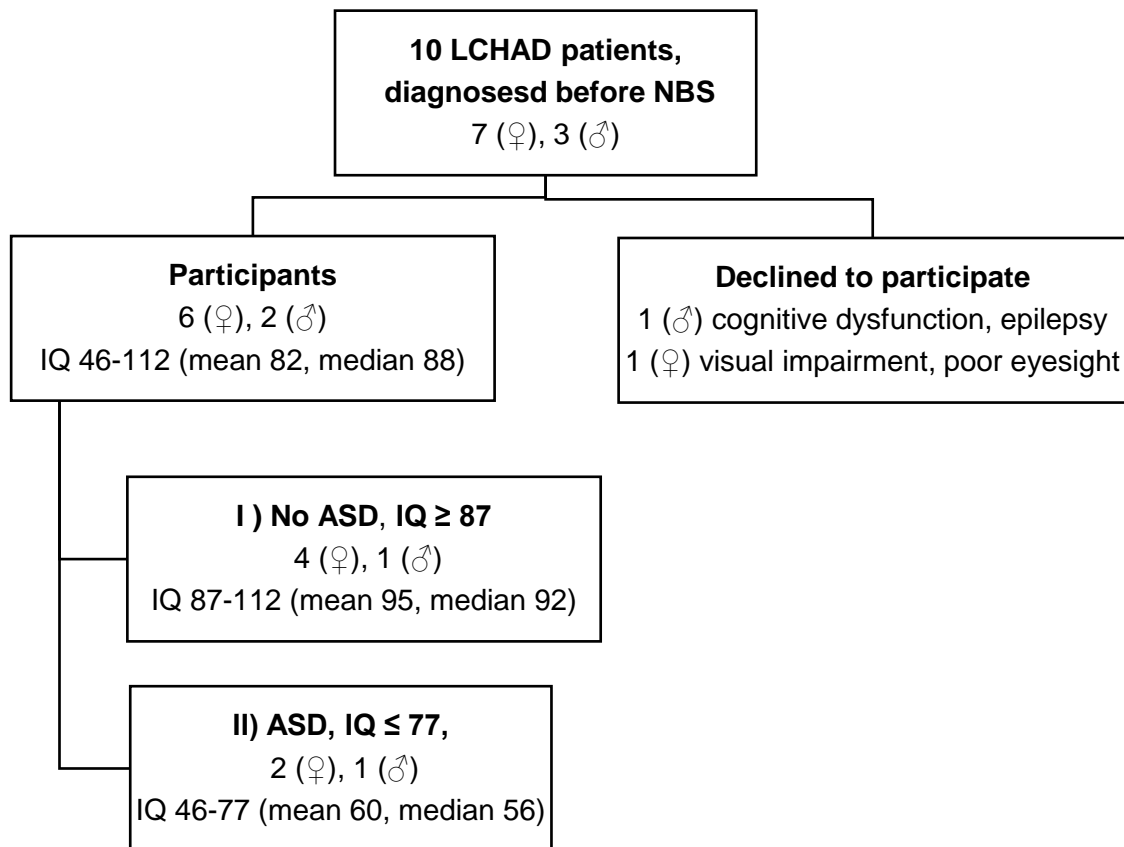 10 LCHAD patients,
diagnosesd before NBS
7 (♀), 3 (♂)
Participants
6 (♀), 2 (♂)
IQ 46-112 (mean 82, median 88)
Declined to participate
1 (♂) cognitive dysfunction, epilepsy
1 (♀) visual impairment, poor eyesight
I ) No ASD, IQ ≥ 87
4 (♀), 1 (♂)
IQ 87-112 (mean 95, median 92)
II) ASD, IQ ≤ 77,
2 (♀), 1 (♂)
IQ 46-77 (mean 60, median 56)